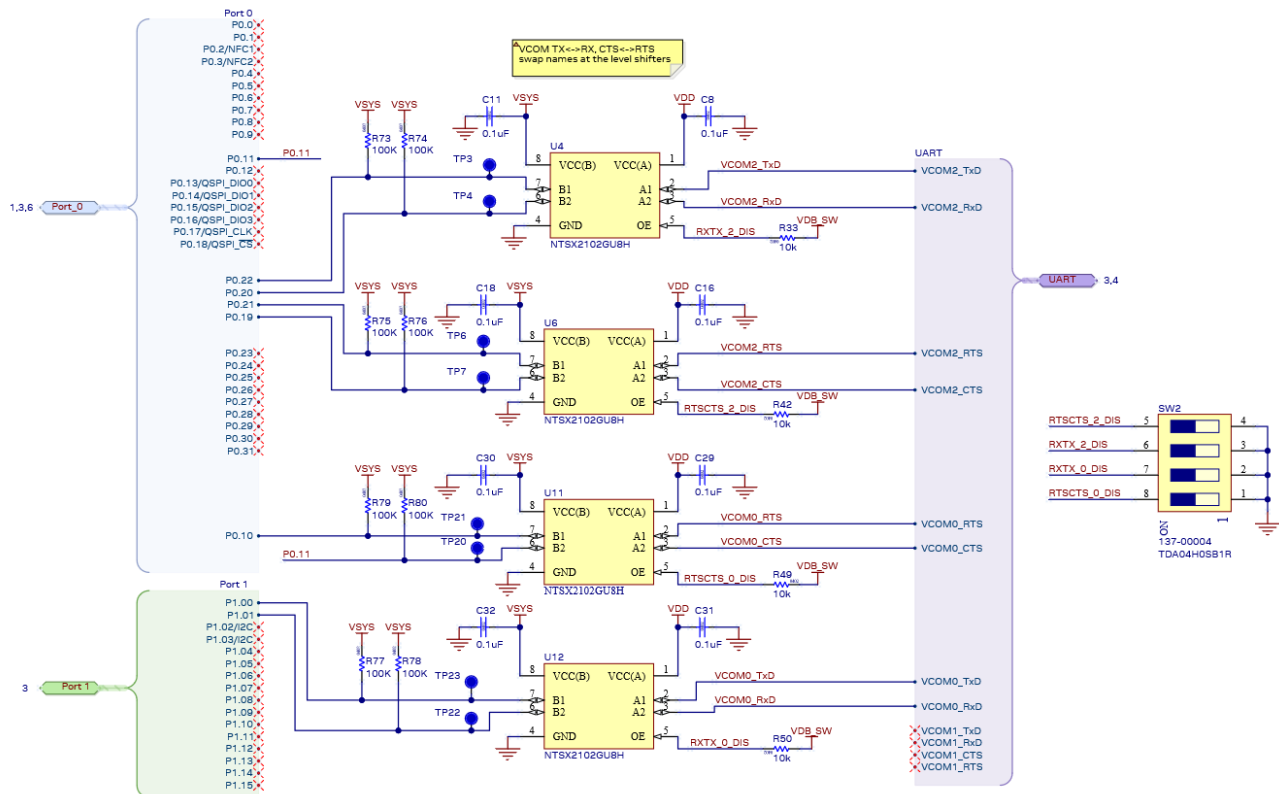 Port 0
P0.0
P0.1
P0.2/NFC1
P0.3/NFC2
P0.4
P0.5
P0.6
P0.7
P0.8
P0.9
P0.11
P0.11
P0.12
P0.13/QSPI_DIO0
P0.14/QSPI_DIO1
P0.15/QSPI_DIO2
P0.16/QSPI_DIO3
P0.17/QSPI_CLK
P0.18/QSPI_CS
1,3,6
Port_0
P0.22
P0.20
P0.21
P0.19
P0.23
P0.24
P0.25
P0.26
P0.27
P0.28
P0.29
P0.30
P0.31
P0.10
P0.11
Port 1
P1.00
P1.01
P1.02/I2C
P1.03/I2C
P1.04
P1.05
P1.06
P1.07
P1.08
P1.09
P1.10
P1.11
P1.12
P1.13
P1.14
P1.15
3
Port 1
VCOM TX<->RX, CTS<->RTS
swap names at the level shifters
VSYS
VSYS
R73
100K
R74
100K
TP3
TP4
C11
0.1uF
VSYS
VDD
C8
0.1uF
U4
8
VCC(B)
VCC(A)
1
7
B1
A1
2
6
B2
A2
3
4
GND
OE
5
NTSX2102GU8H
VCOM2_TxD
VCOM2_RxD
RXTX_2_DIS
R33
10k
VDB_SW
VSYS
VSYS
R75
100K
R76
100K
TP6
TP7
C18
0.1uF
VSYS
VDD
C16
0.1uF
U6
8
VCC(B)
VCC(A)
1
7
B1
A1
2
6
B2
A2
3
4
GND
OE
5
NTSX2102GU8H
VCOM2_RTS
VCOM2_CTS
RTSCTS_2_DIS
R42
10k
VDB_SW
VSYS
VSYS
R79
100K
R80
100K
TP21
TP20
C30
0.1uF
VSYS
VDD
C29
0.1uF
U11
8
VCC(B)
VCC(A)
1
7
B1
A1
2
6
B2
A2
3
4
GND
OE
5
NTSX2102GU8H
VCOM0_RTS
VCOM0_CTS
RTSCTS_0_DIS
R49
10k
VDB_SW
VSYS
VSYS
R77
100K
R78
100K
TP23
TP22
C32
0.1uF
VSYS
VDD
C31
0.1uF
U12
8
VCC(B)
VCC(A)
1
7
B1
A1
2
6
B2
A2
3
4
GND
OE
5
NTSX2102GU8H
VCOM0_TxD
VCOM0_RxD
RXTX_0_DIS
R50
10k
VDB_SW
UART
VCOM2_TxD
VCOM2_RxD
VCOM2_RTS
VCOM2_CTS
VCOM0_RTS
VCOM0_CTS
VCOM0_TxD
VCOM0_RxD
VCOM1_TxD
VCOM1_RxD
VCOM1_CTS
VCOM1_RTS
UART
3,4
SW2
RTSCTS_2_DIS
5
4
RXTX_2_DIS
6
3
RXTX_0_DIS
7
2
RTSCTS_0_DIS
8
1
ON
1
137-00004
TDA04H0SB1R